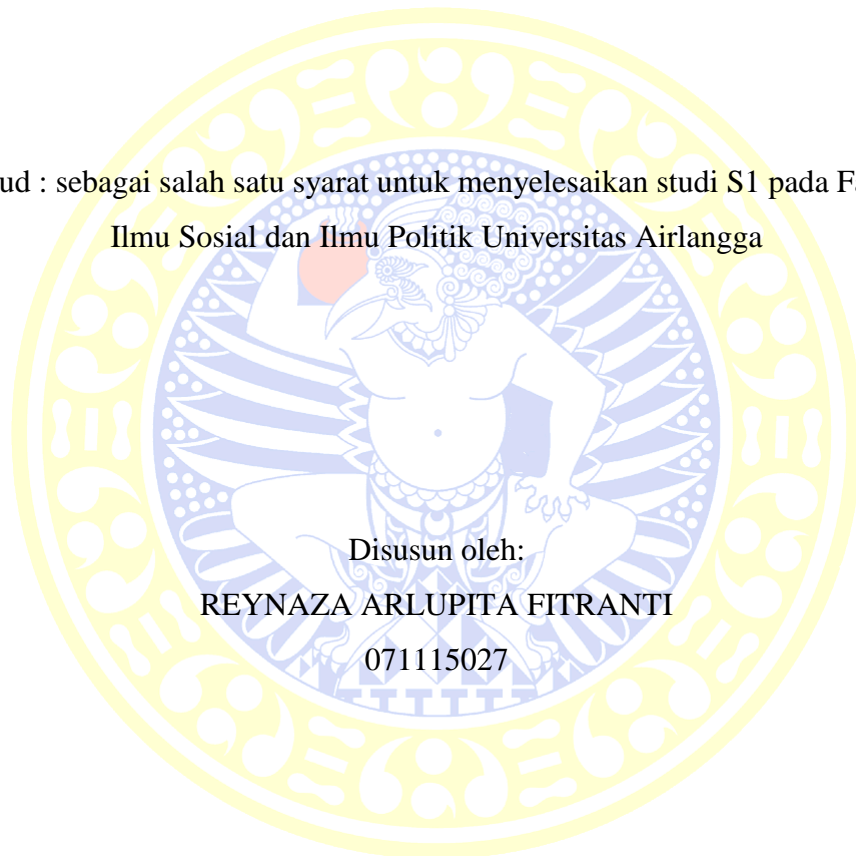 ud : sebagai salah satu syarat untuk menyelesaikan studi S1 pada Fa
Ilmu Sosial dan Ilmu Politik Universitas Airlangga
Disusun oleh:
REYNAZA ARLUPITA FITRANTI
071115027